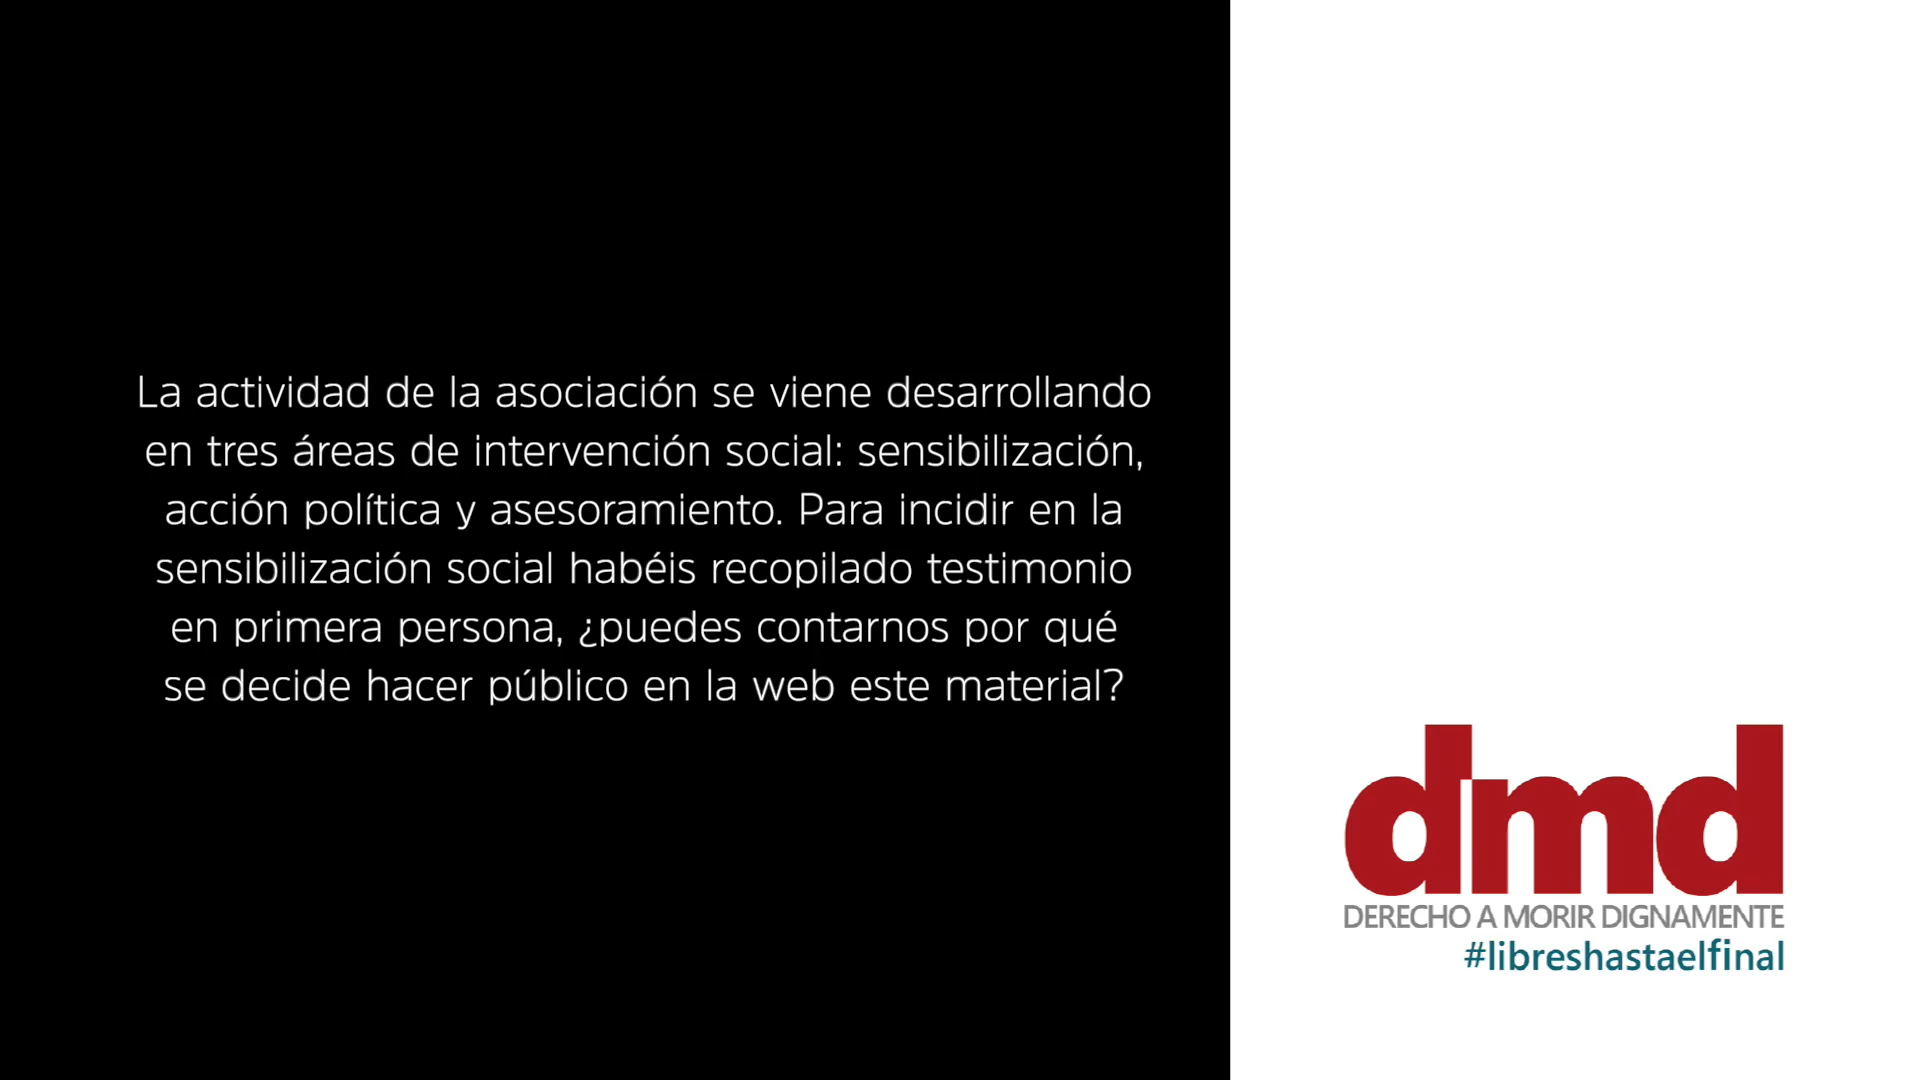 La actividad de la asociación se viene desarrollando
en tres áreas de intervención social: sensibilización,
acción política y asesoramiento. Para incidir en la
sensibilización social habéis recopilado testimonio
en primera persona, ¿puedes contarnos por qué
se decide hacer público en la web este material?
dmd
DERECHO A MORIR DIGNAMENTE
#libreshastaelfinal